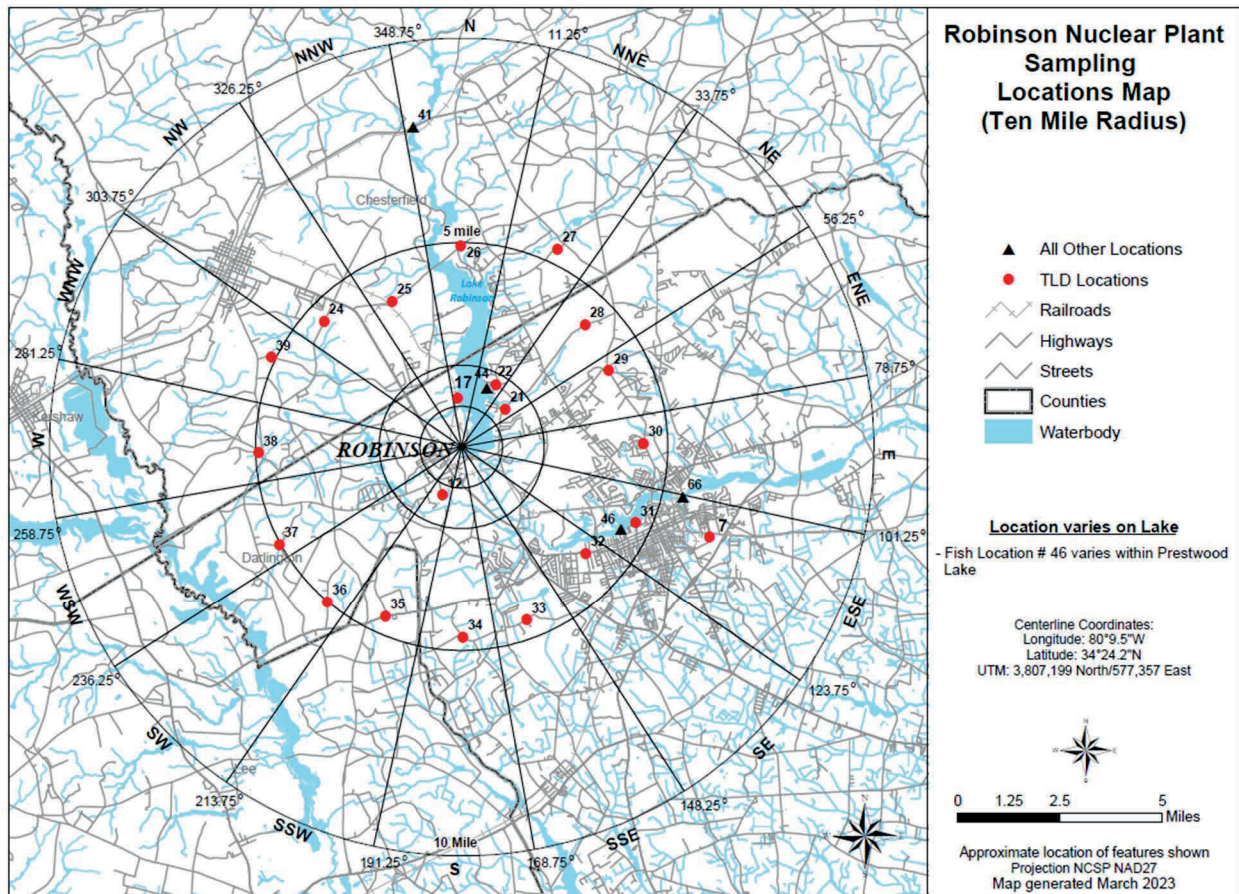 348.75°
N
11.25°
NNW
NNE
326.25°
33.75°
41
NW
NE
303.75°
Chesterfield
56.25°
5 mile
27
26
WNW
Lake
Robinson
ENE
25
24
28
39
29
281.25°
78.75°
44
22
17
21
Kershaw
W
38
30
ROBINSON
E
12
66
46
31
7
258.75°
101.25°
37
32
Darlington
WSW
36
35
33
ESE
34
236.25°
123.75°
SW
Lee
SE
213.75°
148.25°
SSW
10 Mile
SSE
191.25°
S
168.75°
N
Robinson Nuclear Plant
Sampling
Locations Map
(Ten Mile Radius)
All Other Locations
TLD Locations
Railroads
Highways
Streets
Counties
Waterbody
Location varies on Lake
- Fish Location # 46 varies within Prestwood
Lake
Centerline Coordinates:
Longitude: 80°9.5"W
Latitude: 34°24.2"N
UTM: 3,807,199 North/577,357 East
N
W
E
S
0
1.25
2.5
5
Miles
Approximate location of features shown
Projection NCSP NAD27
Map generated March 2023